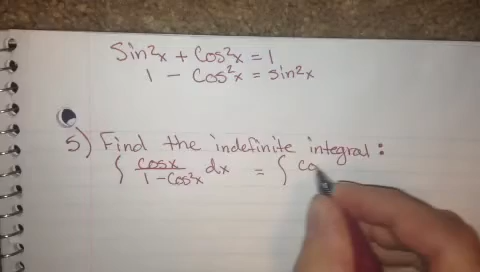 Sin²x + Cos²x = 1
1 - Cos²x = sin²x
5) Find the indefinite integral:
∫ cosx / 1 - Cos²x dx = ∫ co